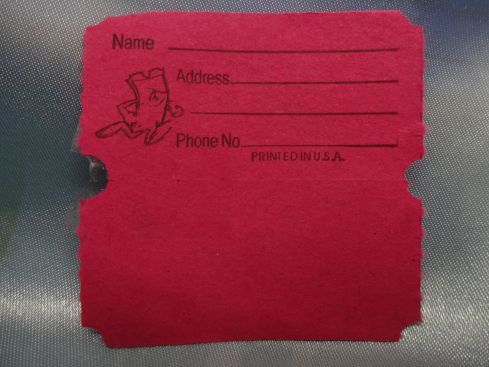 Name
Address
Phone No.
PRINTED IN U.S.A.